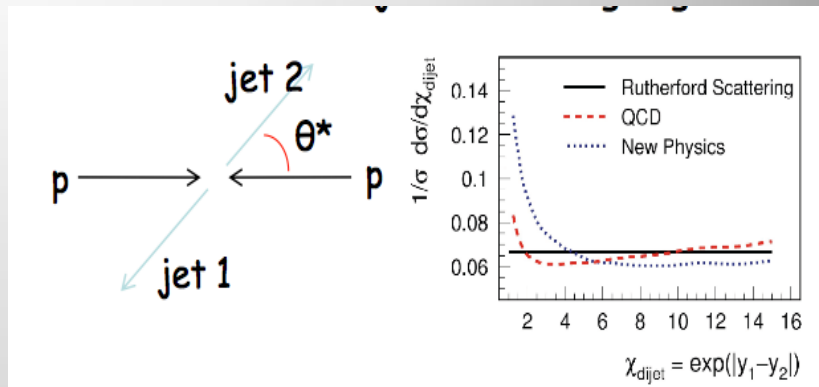 jet 2
θ*
p
p
jet 1
1/σ dσ/dχdijet
0.14
0.12
0.1
0.08
0.06
Rutherford Scattering
QCD
New Physics
2 4 6 8 10 12 14 16
χdijet = exp(|y1-y2|)